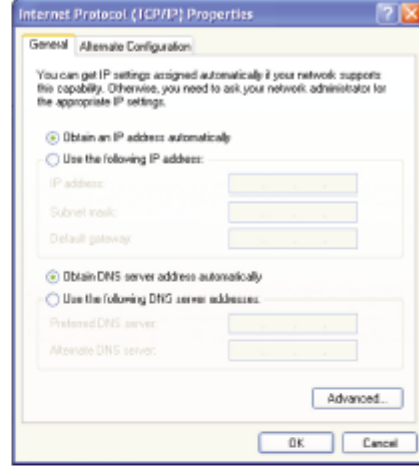 Internet Protocol (TCP/IP) Properties
General
Alternate Configuration
You can get IP settings assigned automatically if your network supports
this capability. Otherwise, you need to ask your network administrator for
the appropriate IP settings.
Obtain an IP address automatically
Use the following IP address:
IP address:
Subnet mask:
Default gateway:
Obtain DNS server address automatically
Use the following DNS server addresses:
Preferred DNS server:
Alternate DNS server:
Advanced...
OK
Cancel